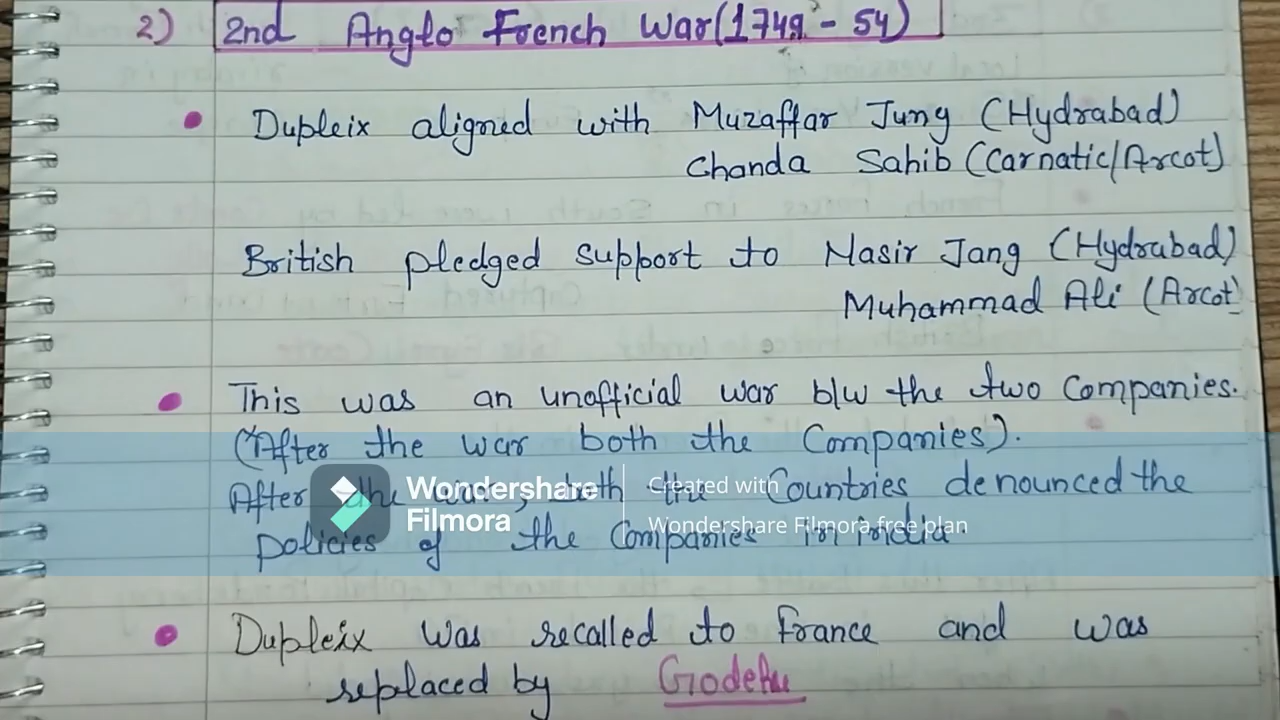 2) 2nd Anglo French War (1749 - 54)
Dupleix aligned with Muzaffar Jung (Hydrabad)
Chanda Sahib (Carnatic/Arcot)
British pledged support to Nasir Jang (Hydrabad)
Muhammad Ali (Arcot)
This was an unofficial war b/w the two Companies.
(After the war both the Companies).
After the war, both the Countries denounced the
policies of the Companies in india.
Wondershare Filmora
Created with
Wondershare Filmora free plan
Dupleix was recalled to France and was
replaced by Godehu